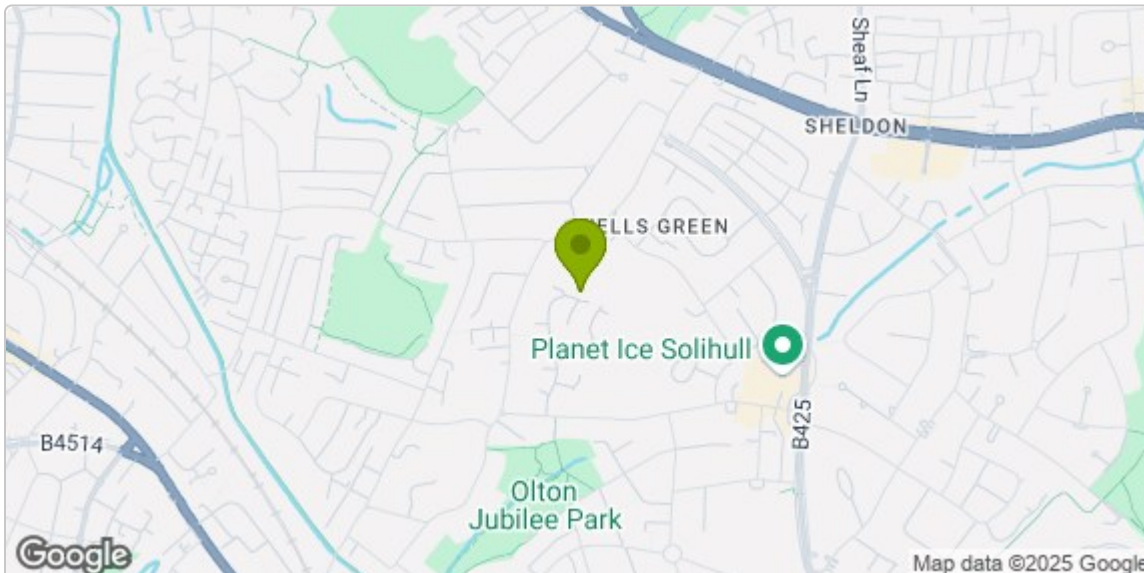 Sheaf Ln
SHELDON
ELLS GREEN
Planet Ice Solihull
B425
B4514
Olton
Jubilee Park
Google
Map data ©2025 Google